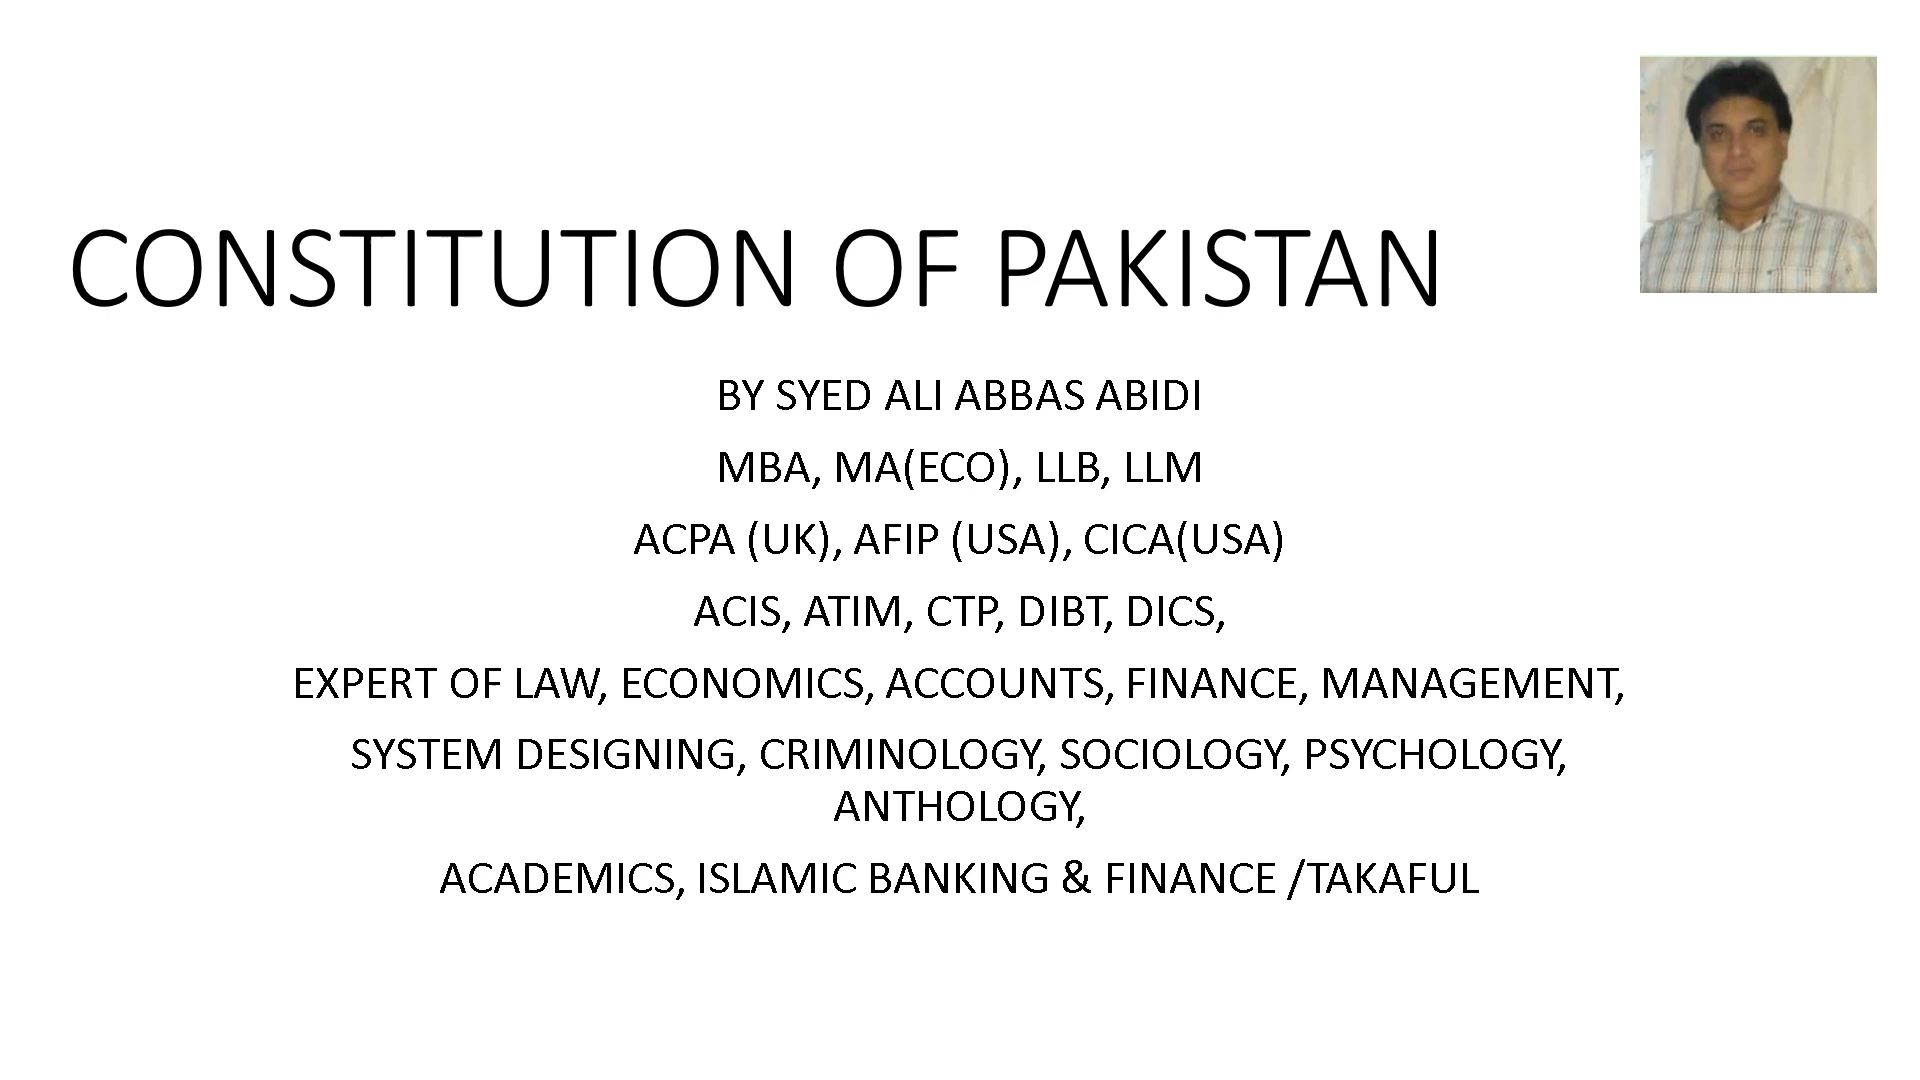 CONSTITUTION OF PAKISTAN
BY SYED ALI ABBAS ABIDI
MBA, MA(ECO), LLB, LLM
ACPA (UK), AFIP (USA), CICA(USA)
ACIS, ATIM, CTP, DIBT, DICS,
EXPERT OF LAW, ECONOMICS, ACCOUNTS, FINANCE, MANAGEMENT,
SYSTEM DESIGNING, CRIMINOLOGY, SOCIOLOGY, PSYCHOLOGY,
ANTHOLOGY,
ACADEMICS, ISLAMIC BANKING & FINANCE /TAKAFUL